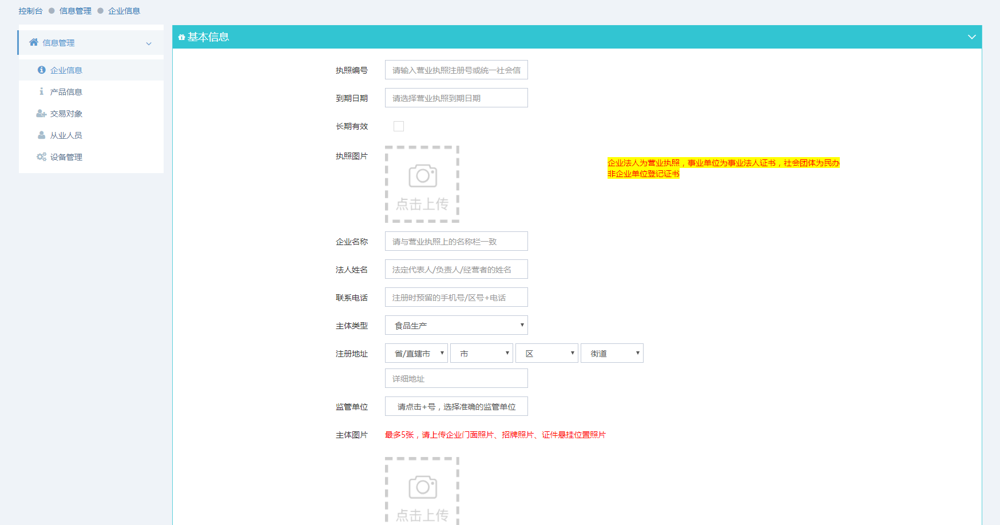 控制台 信息管理 企业信息
信息管理
企业信息
产品信息
交易对象
从业人员
设备管理
基本信息
执照编号 请输入营业执照注册号或统一社会信
到期日期 请选择营业执照到期日期
长期有效
执照图片
点击上传
企业法人为营业执照，事业单位为事业法人证书，社会团体为民办
非企业单位登记证书
企业名称 请与营业执照上的名称栏一致
法人姓名 法定代表人/负责人/经营者的姓名
联系电话 注册时预留的手机号/区号+电话
主体类型 食品生产
注册地址 省/直辖市 市 区 街道
详细地址
监管单位 请点击+号，选择准确的监管单位
主体图片 最多5张，请上传企业门面照片、招牌照片、证件悬挂位置照片
点击上传